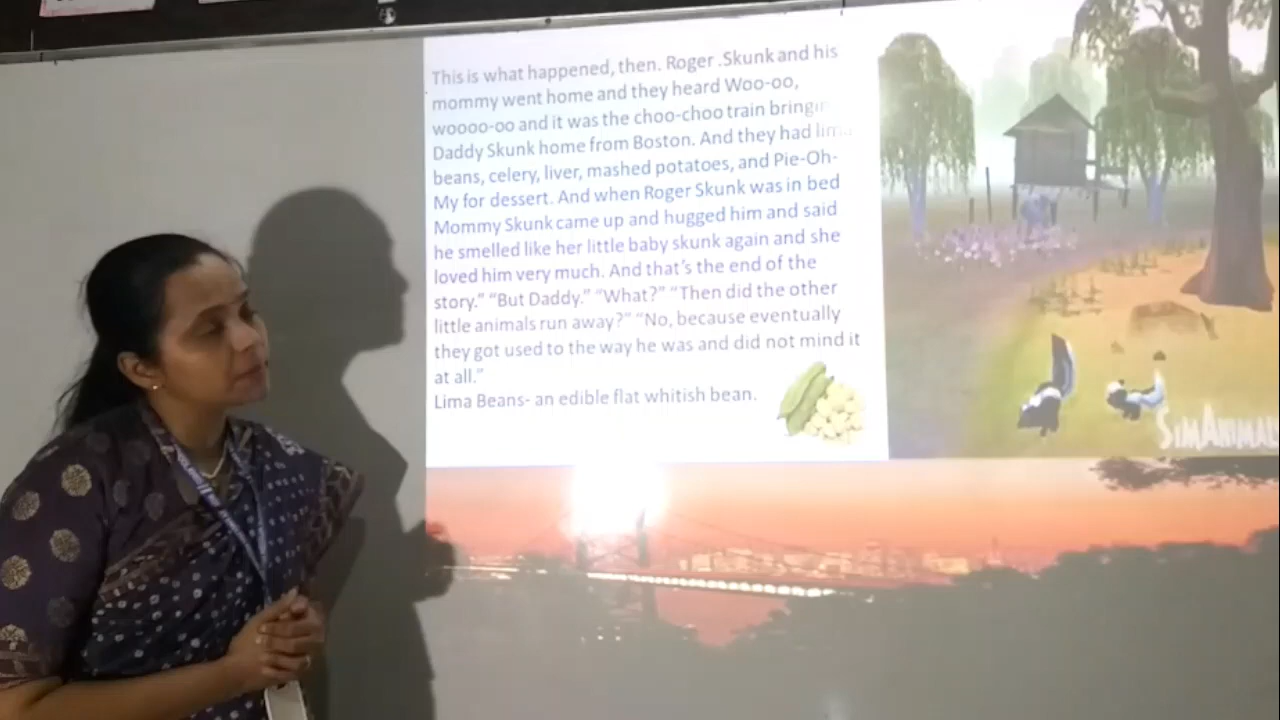 This is what happened, then. Roger .Skunk and his
mommy went home and they heard Woo-oo,
woooo-oo and it was the choo-choo train bringing
Daddy Skunk home from Boston. And they had lima
beans, celery, liver, mashed potatoes, and Pie-Oh-
My for dessert. And when Roger Skunk was in bed
Mommy Skunk came up and hugged him and said
he smelled like her little baby skunk again and she
loved him very much. And that's the end of the
story.” “But Daddy.” “What?” “Then did the other
little animals run away?” “No, because eventually
they got used to the way he was and did not mind it
at all.”
Lima Beans- an edible flat whitish bean.
SIMANIMALS